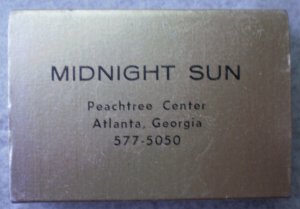 MIDNIGHT SUN
Peachtree Center
Atlanta, Georgia
577-5050